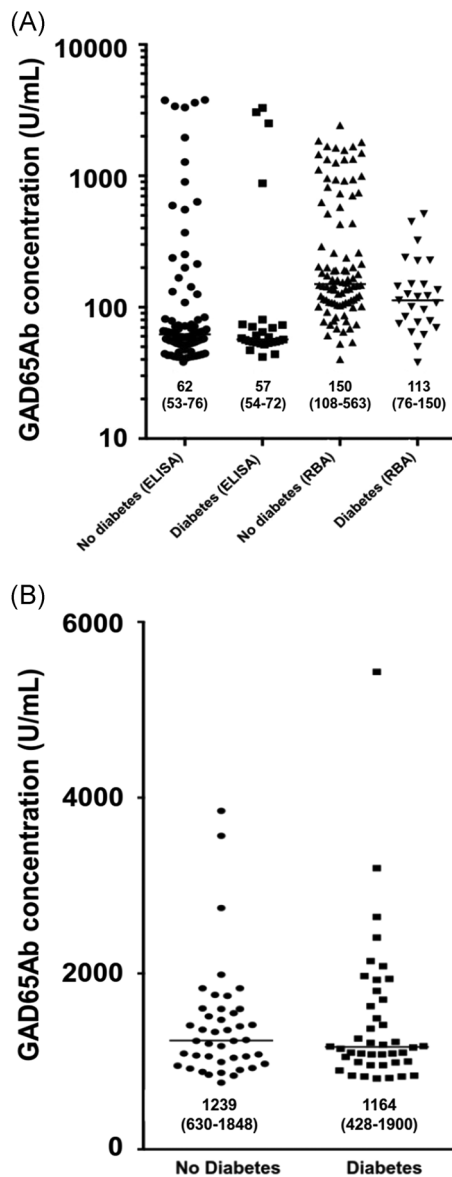 (A)
GAD65Ab concentration (U/mL)
10000
1000
100
10
62
(53-76)
57
(54-72)
150
(108-563)
113
(76-150)
No diabetes (ELISA)
Diabetes (ELISA)
No diabetes (RBA)
Diabetes (RBA)
(B)
GAD65Ab concentration (U/mL)
6000
4000
2000
0
1239
(630-1848)
1164
(428-1900)
No Diabetes
Diabetes